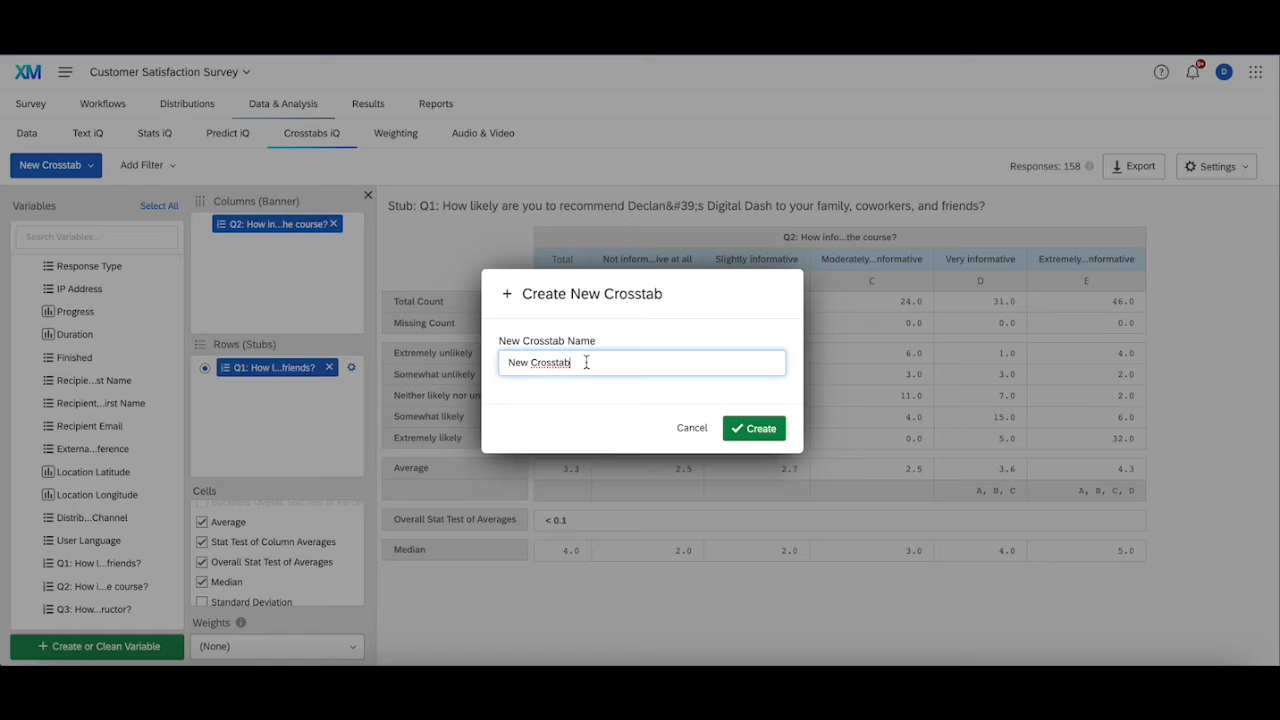 XM
Customer Satisfaction Survey
9+
D
Survey
Workflows
Distributions
Data & Analysis
Results
Reports
Data
Text iQ
Stats iQ
Predict iQ
Crosstabs iQ
Weighting
Audio & Video
New Crosstab
Add Filter
Responses: 158
Export
Settings
Variables
Select All
Search Variables...
Response Type
IP Address
Progress
Duration
Finished
Recipie...st Name
Recipient...irst Name
Recipient Email
Externa...ference
Location Latitude
Location Longitude
Distrib...Channel
User Language
Q1: How l...friends?
Q2: How i...e course?
Q3: How...ructor?
Create or Clean Variable
Columns (Banner)
Q2: How in...he course?
Rows (Stubs)
Q1: How l...friends?
Cells
Average
Stat Test of Column Averages
Overall Stat Test of Averages
Median
Standard Deviation
Weights
(None)
Stub: Q1: How likely are you to recommend Declan&#39;s Digital Dash to your family, coworkers, and friends?
Q2: How info...the course?
Total Not inform...ive at all Slightly informative Moderately...nformative Very informative Extremely...nformative
C D E
Total Count 24.0 31.0 46.0
Missing Count 0.0 0.0 0.0
Extremely unlikely 6.0 1.0 4.0
Somewhat unlikely 3.0 3.0 2.0
Neither likely nor un 11.0 7.0 2.0
Somewhat likely 4.0 15.0 6.0
Extremely likely 0.0 5.0 32.0
Average 3.3 2.5 2.7 2.5 3.6 4.3
A, B, C A, B, C, D
Overall Stat Test of Averages < 0.1
Median 4.0 2.0 2.0 3.0 4.0 5.0
Create New Crosstab
New Crosstab Name
New Crosstab
Cancel
Create